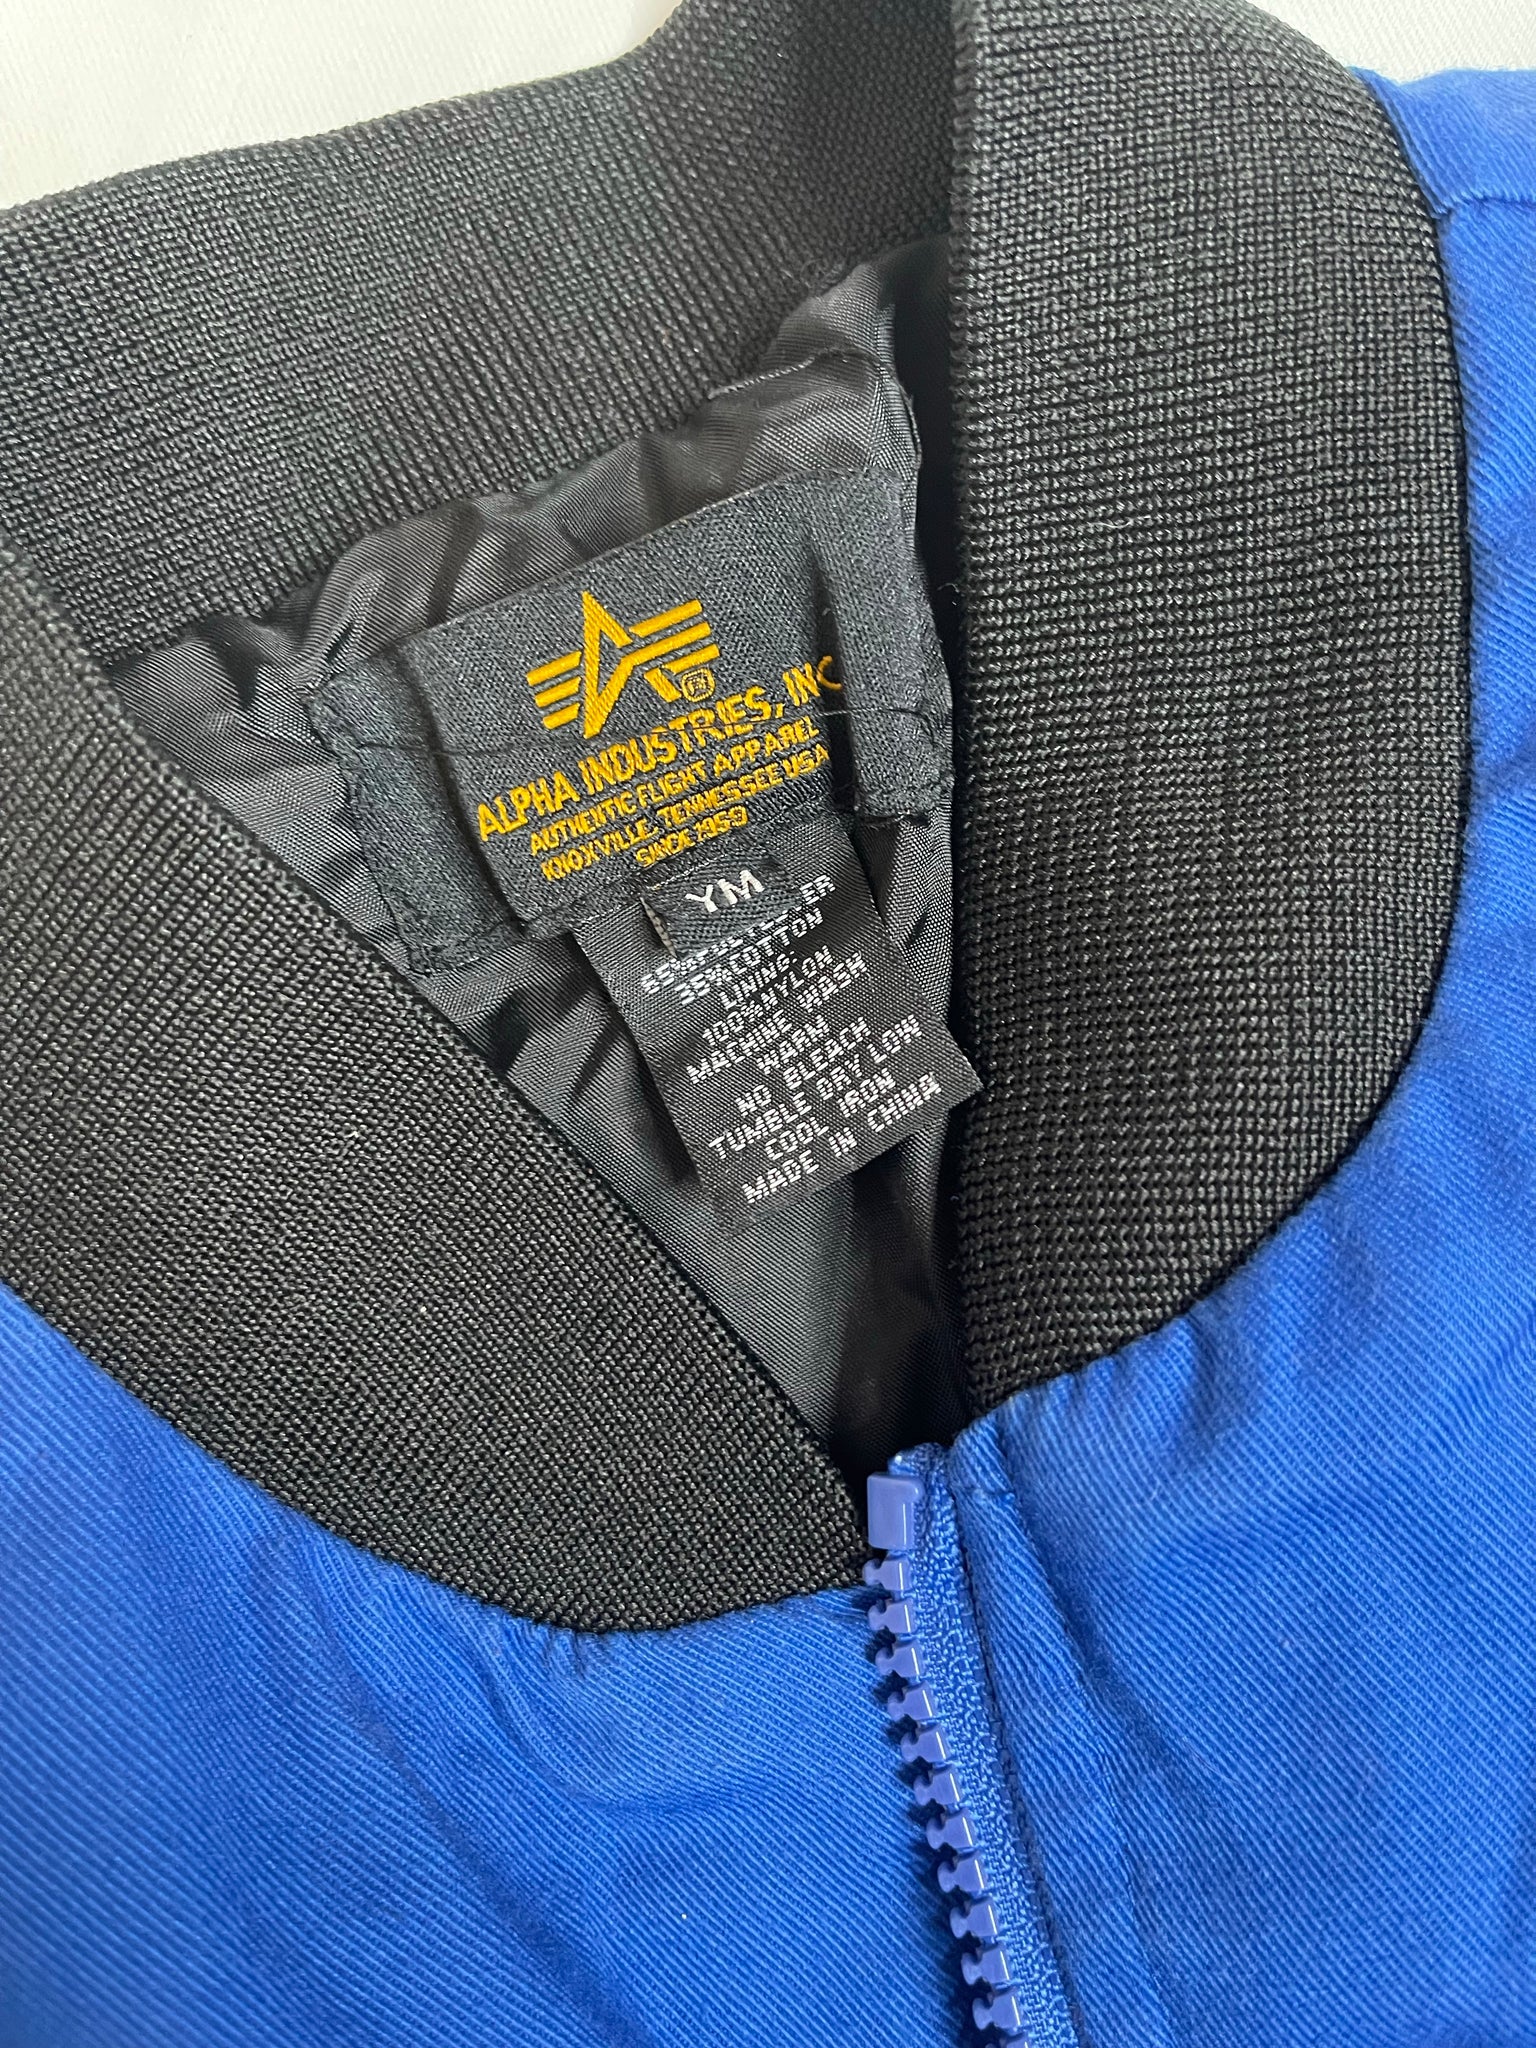 ALPHA INDUSTRIES, INC
AUTHENTIC FLIGHT APPAREL
KNOXVILLE, TENNESSEE USA
SINCE 1959
YM
35% COTTON
LINING:
100% NYLON
MACHINE WASH
WARM
NO BLEACH
TUMBLE DRY LOW
COOL IRON
MADE IN CHINA